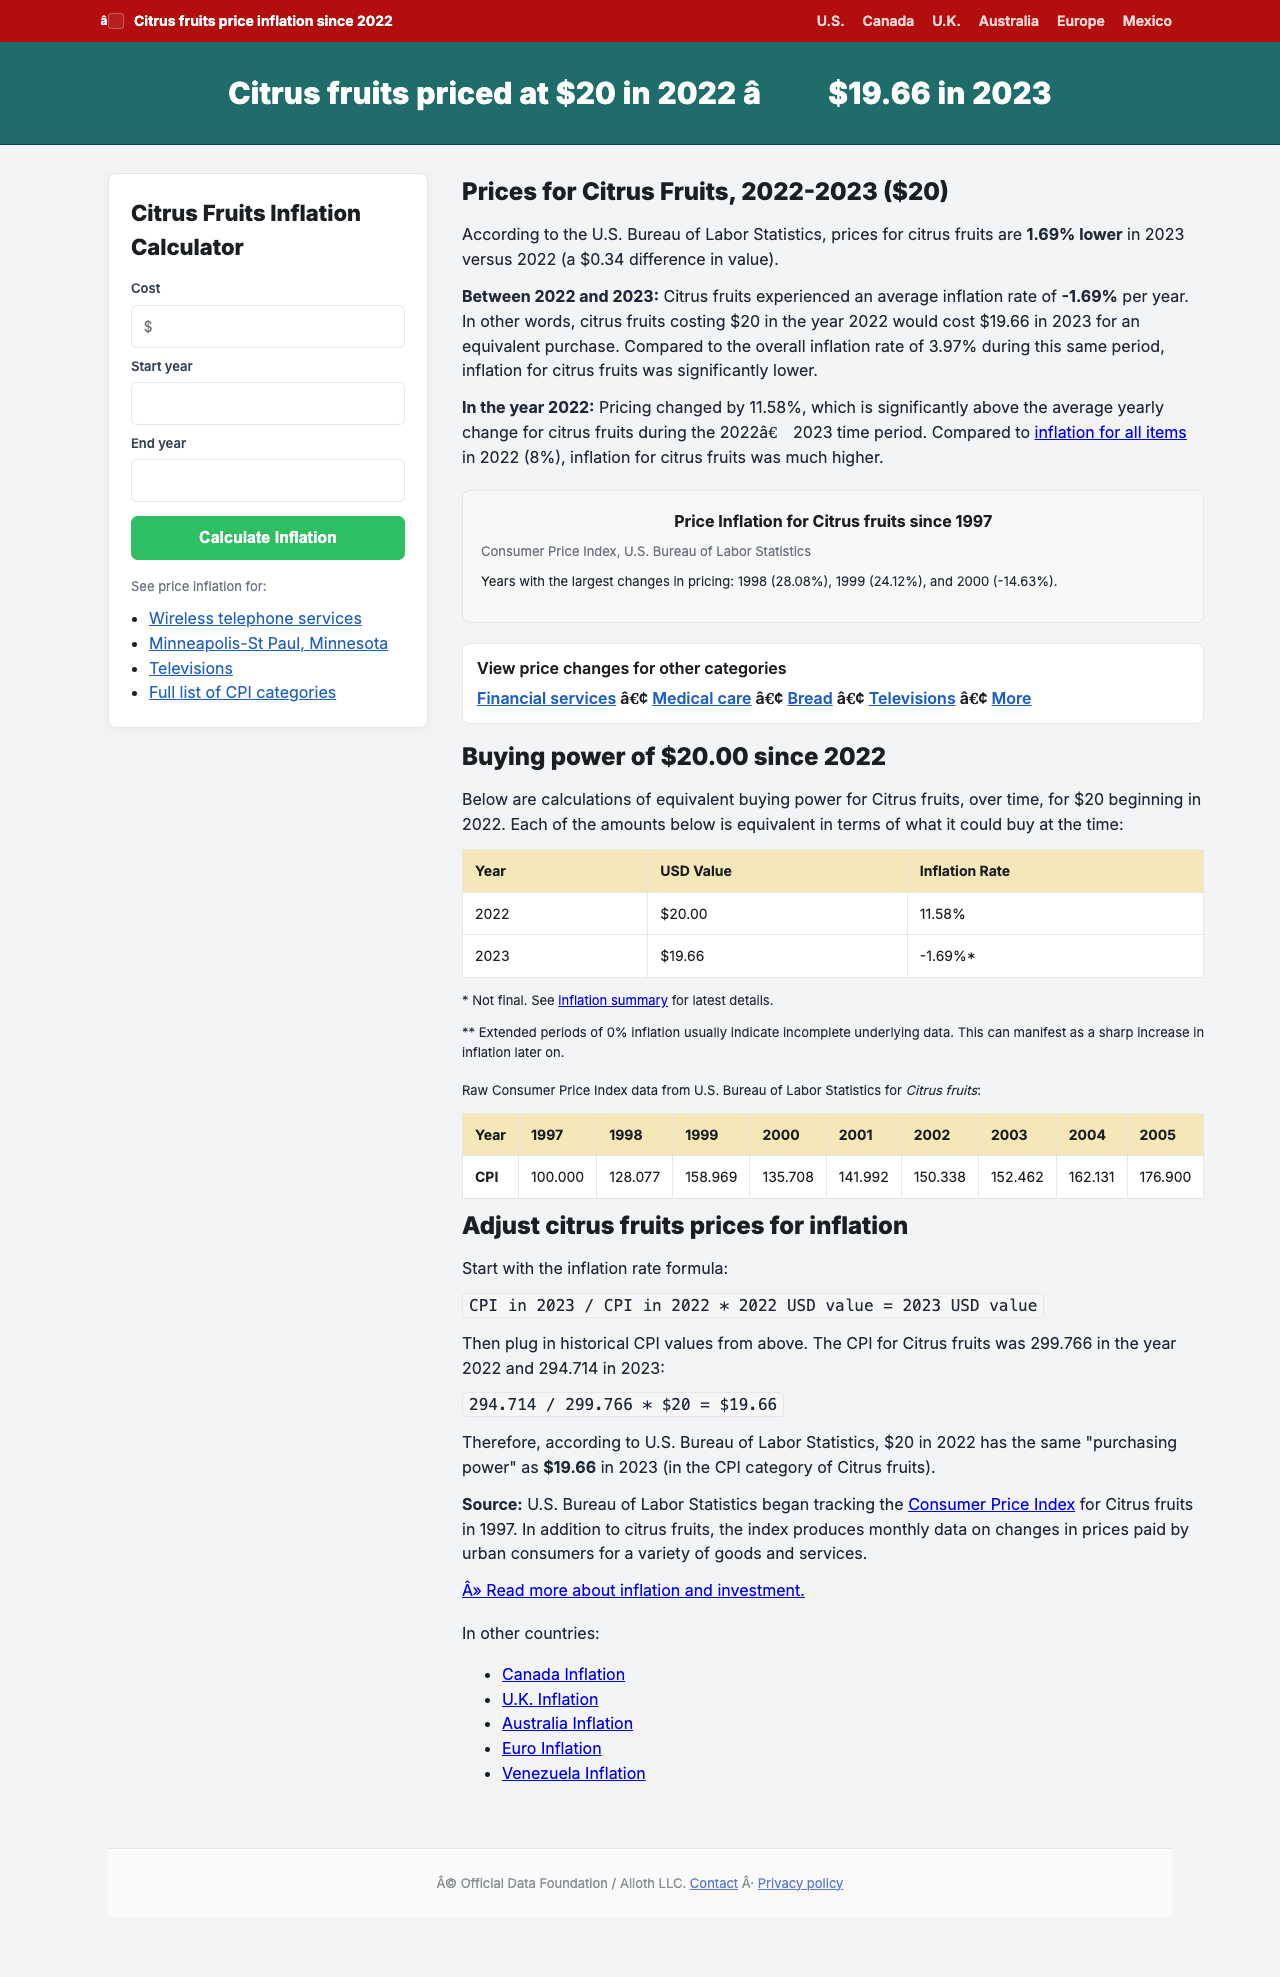 â Citrus fruits price inflation since 2022
U.S. Canada U.K. Australia Europe Mexico
Citrus fruits priced at $20 in 2022 â $19.66 in 2023
Citrus Fruits Inflation
Calculator
Cost
$
Start year
End year
Calculate Inflation
See price inflation for:
• Wireless telephone services
• Minneapolis-St Paul, Minnesota
• Televisions
• Full list of CPI categories
Prices for Citrus Fruits, 2022-2023 ($20)
According to the U.S. Bureau of Labor Statistics, prices for citrus fruits are 1.69% lower in 2023
versus 2022 (a $0.34 difference in value).
Between 2022 and 2023: Citrus fruits experienced an average inflation rate of -1.69% per year.
In other words, citrus fruits costing $20 in the year 2022 would cost $19.66 in 2023 for an
equivalent purchase. Compared to the overall inflation rate of 3.97% during this same period,
inflation for citrus fruits was significantly lower.
In the year 2022: Pricing changed by 11.58%, which is significantly above the average yearly
change for citrus fruits during the 2022â€ 2023 time period. Compared to inflation for all items
in 2022 (8%), inflation for citrus fruits was much higher.
Price Inflation for Citrus fruits since 1997
Consumer Price Index, U.S. Bureau of Labor Statistics
Years with the largest changes in pricing: 1998 (28.08%), 1999 (24.12%), and 2000 (-14.63%).
View price changes for other categories
Financial services â€¢ Medical care â€¢ Bread â€¢ Televisions â€¢ More
Buying power of $20.00 since 2022
Below are calculations of equivalent buying power for Citrus fruits, over time, for $20 beginning in
2022. Each of the amounts below is equivalent in terms of what it could buy at the time:
Year USD Value Inflation Rate
2022 $20.00 11.58%
2023 $19.66 -1.69%*
* Not final. See inflation summary for latest details.
** Extended periods of 0% inflation usually indicate incomplete underlying data. This can manifest as a sharp increase in
inflation later on.
Raw Consumer Price Index data from U.S. Bureau of Labor Statistics for Citrus fruits:
Year 1997 1998 1999 2000 2001 2002 2003 2004 2005
CPI 100.000 128.077 158.969 135.708 141.992 150.338 152.462 162.131 176.900
Adjust citrus fruits prices for inflation
Start with the inflation rate formula:
CPI in 2023 / CPI in 2022 * 2022 USD value = 2023 USD value
Then plug in historical CPI values from above. The CPI for Citrus fruits was 299.766 in the year
2022 and 294.714 in 2023:
294.714 / 299.766 * $20 = $19.66
Therefore, according to U.S. Bureau of Labor Statistics, $20 in 2022 has the same "purchasing
power" as $19.66 in 2023 (in the CPI category of Citrus fruits).
Source: U.S. Bureau of Labor Statistics began tracking the Consumer Price Index for Citrus fruits
in 1997. In addition to citrus fruits, the index produces monthly data on changes in prices paid by
urban consumers for a variety of goods and services.
Â» Read more about inflation and investment.
In other countries:
• Canada Inflation
• U.K. Inflation
• Australia Inflation
• Euro Inflation
• Venezuela Inflation
Â© Official Data Foundation / Alioth LLC. Contact Â· Privacy policy